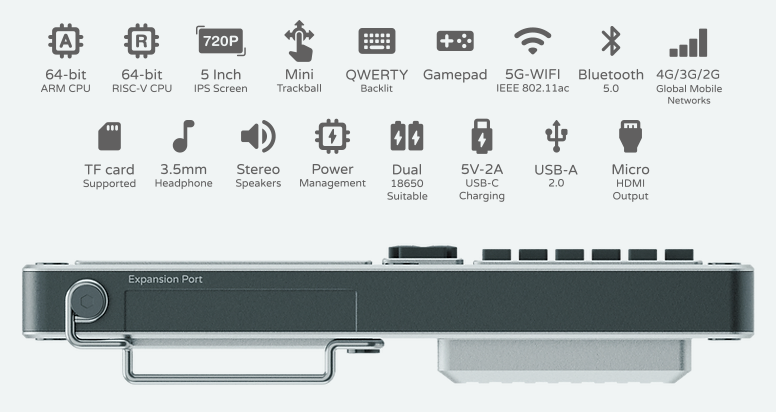 A
R
720P
64-bit
ARM CPU
64-bit
RISC-V CPU
5 Inch
IPS Screen
Mini
Trackball
QWERTY
Backlit
Gamepad
5G-WIFI
IEEE 802.11ac
Bluetooth
5.0
4G/3G/2G
Global Mobile
Networks
TF card
Supported
3.5mm
Headphone
Stereo
Speakers
Power
Management
Dual
18650
Suitable
5V-2A
USB-C
Charging
USB-A
2.0
Micro
HDMI
Output
Expansion Port